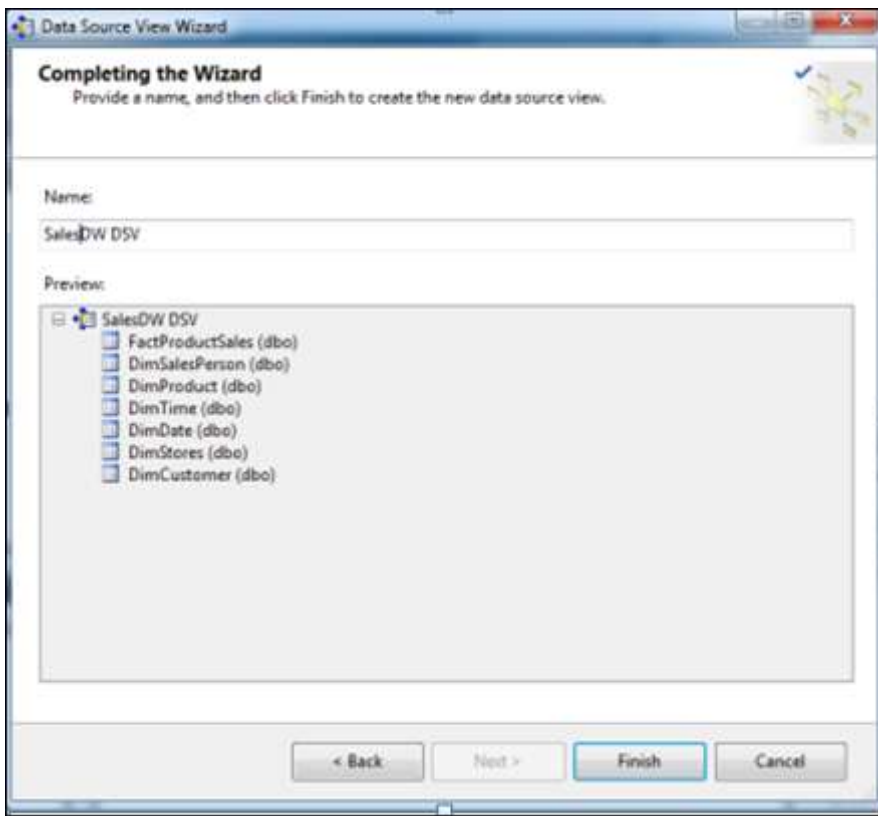 Data Source View Wizard
Completing the Wizard
Provide a name, and then click Finish to create the new data source view.
Name:
SalesDW DSV
Preview:
SalesDW DSV
FactProductSales (dbo)
DimSalesPerson (dbo)
DimProduct (dbo)
DimTime (dbo)
DimDate (dbo)
DimStores (dbo)
DimCustomer (dbo)
< Back Next > Finish Cancel